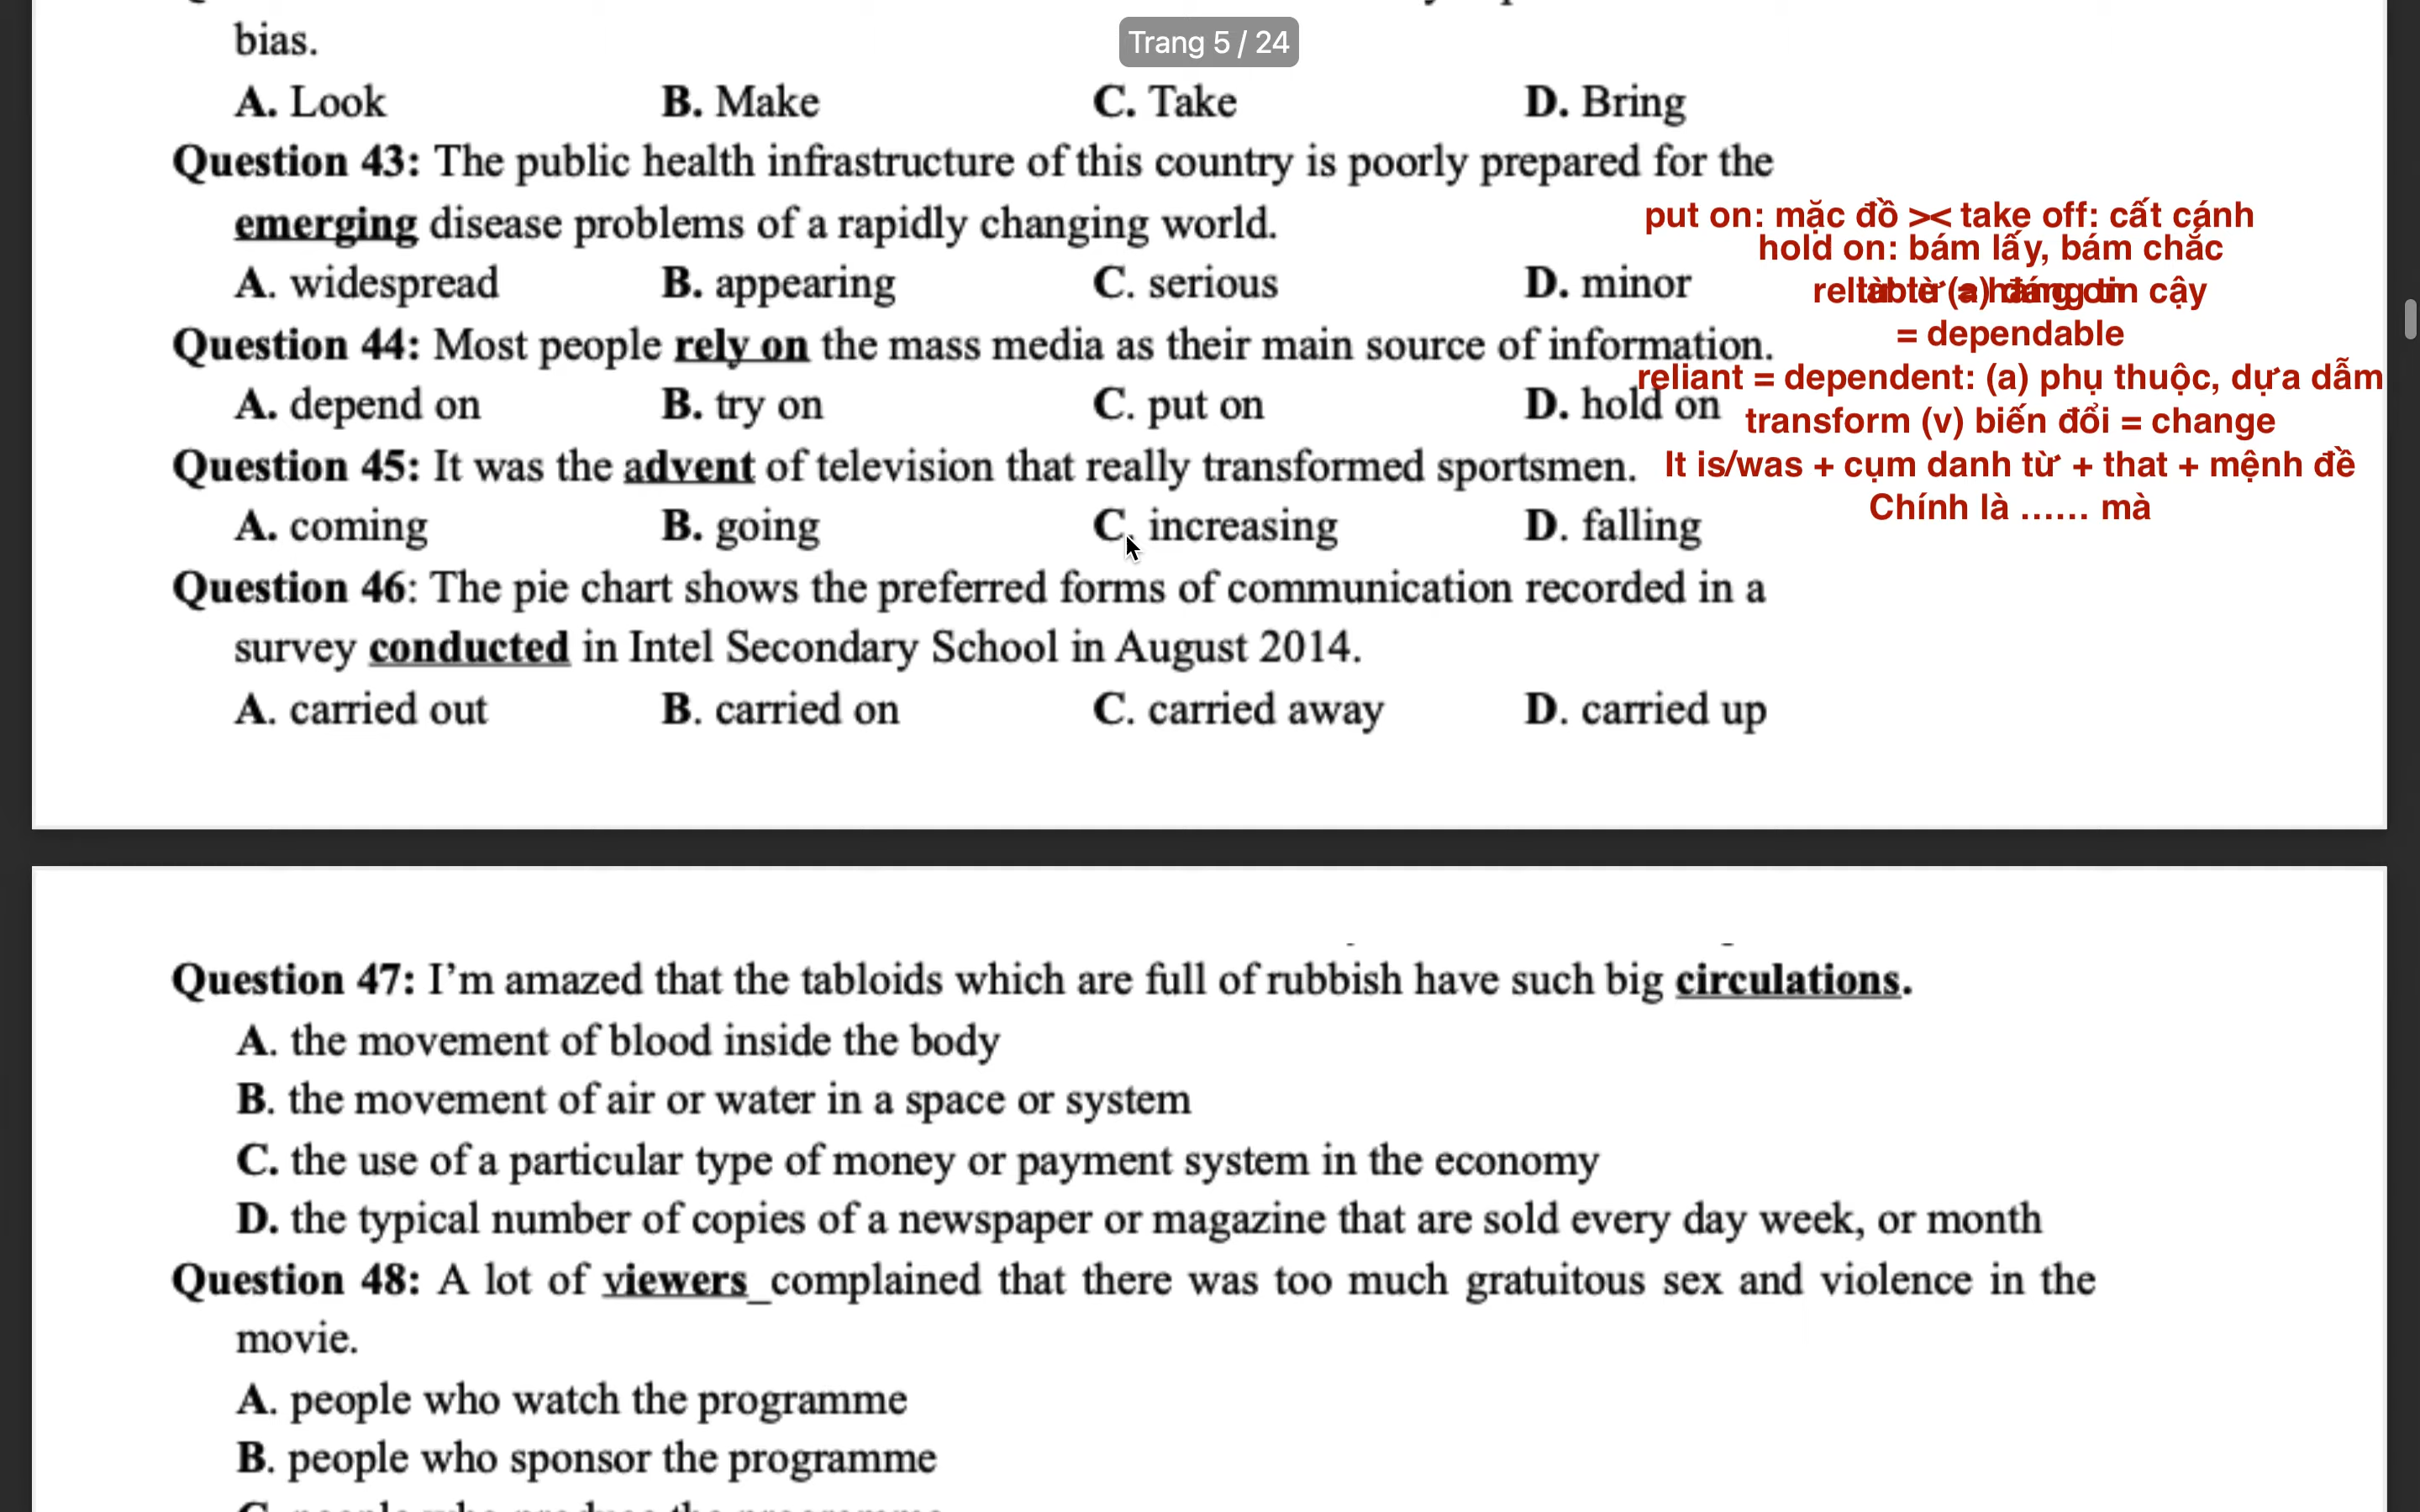 bias.
Trang 5 / 24
A. Look B. Make C. Take D. Bring
Question 43: The public health infrastructure of this country is poorly prepared for the
emerging disease problems of a rapidly changing world.
A. widespread B. appearing C. serious D. minor
Question 44: Most people rely on the mass media as their main source of information.
A. depend on B. try on C. put on D. hold on
Question 45: It was the advent of television that really transformed sportsmen.
A. coming B. going C. increasing D. falling
Question 46: The pie chart shows the preferred forms of communication recorded in a
survey conducted in Intel Secondary School in August 2014.
A. carried out B. carried on C. carried away D. carried up
put on: mặc đồ >< take off: cất cánh
hold on: bám lấy, bám chắc
tin cậy
= dependable
reliant = dependent: (a) phụ thuộc, dựa dẫm
transform (v) biến đổi = change
It is/was + cụm danh từ + that + mệnh đề
Chính là ...... mà
Question 47: I'm amazed that the tabloids which are full of rubbish have such big circulations.
A. the movement of blood inside the body
B. the movement of air or water in a space or system
C. the use of a particular type of money or payment system in the economy
D. the typical number of copies of a newspaper or magazine that are sold every day week, or month
Question 48: A lot of viewers_complained that there was too much gratuitous sex and violence in the
movie.
A. people who watch the programme
B. people who sponsor the programme